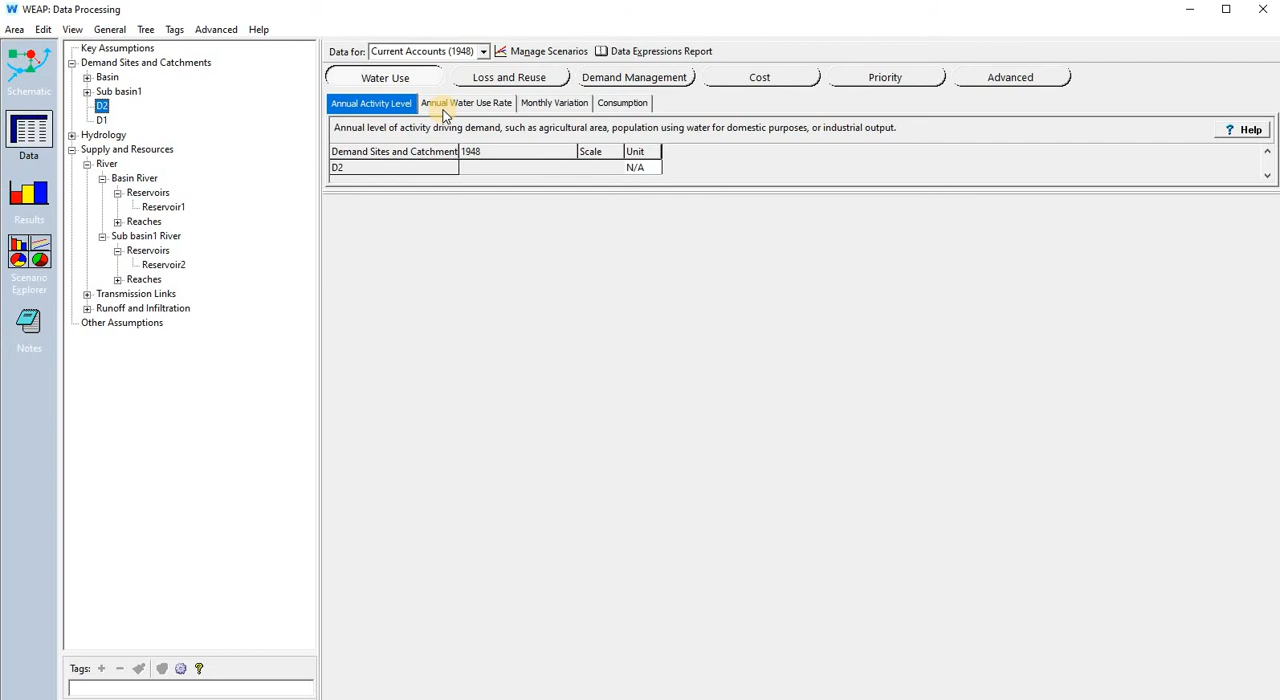 WEAP: Data Processing
Area Edit View General Tree Tags Advanced Help
Schematic
Data
Results
Scenario
Explorer
Notes
Key Assumptions
Demand Sites and Catchments
Basin
Sub basin1
D2
D1
Hydrology
Supply and Resources
River
Basin River
Reservoirs
Reservoir1
Reaches
Sub basin1 River
Reservoirs
Reservoir2
Reaches
Transmission Links
Runoff and Infiltration
Other Assumptions
Tags:
Data for: Current Accounts (1948) Manage Scenarios Data Expressions Report
Water Use Loss and Reuse Demand Management Cost Priority Advanced
Annual Activity Level Annual Water Use Rate Monthly Variation Consumption
Annual level of activity driving demand, such as agricultural area, population using water for domestic purposes, or industrial output.
? Help
Demand Sites and Catchment 1948 Scale Unit
D2 N/A